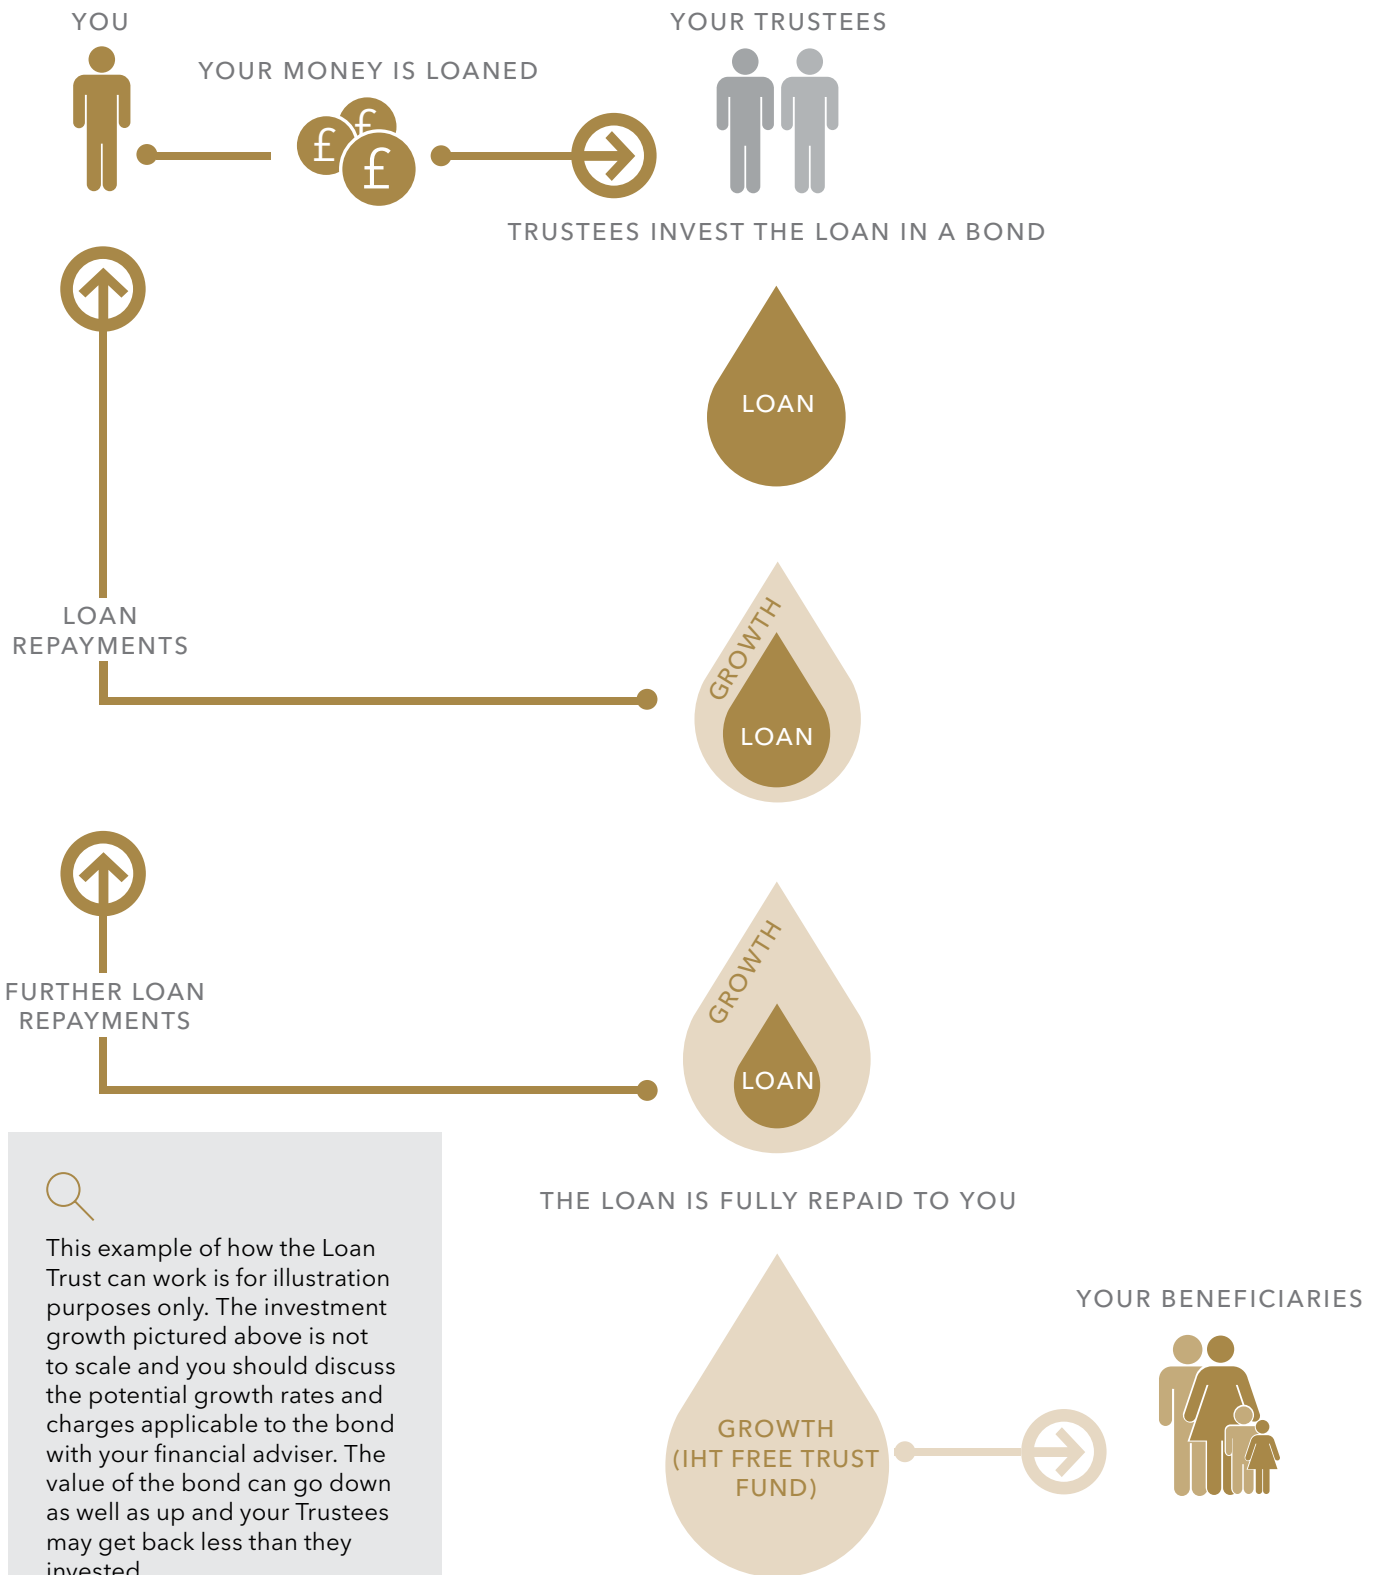 YOU
YOUR TRUSTEES
YOUR MONEY IS LOANED
£
£
£
TRUSTEES INVEST THE LOAN IN A BOND
LOAN
GROWTH
LOAN
LOAN
REPAYMENTS
GROWTH
LOAN
FURTHER LOAN
REPAYMENTS
THE LOAN IS FULLY REPAID TO YOU
This example of how the Loan
Trust can work is for illustration
purposes only. The investment
growth pictured above is not
to scale and you should discuss
the potential growth rates and
charges applicable to the bond
with your financial adviser. The
value of the bond can go down
as well as up and your Trustees
may get back less than they
invested
YOUR BENEFICIARIES
GROWTH
(IHT FREE TRUST
FUND)